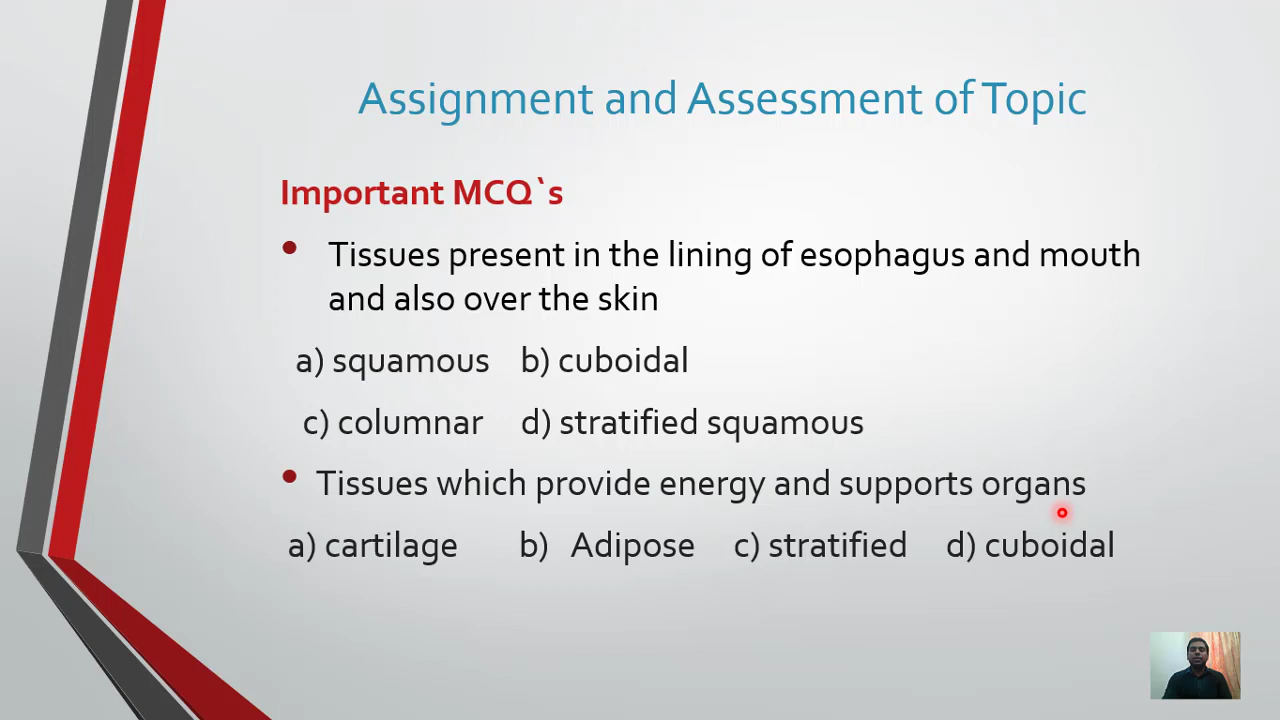 Assignment and Assessment of Topic
Important MCQ`s
• Tissues present in the lining of esophagus and mouth
and also over the skin
a) squamous b) cuboidal
c) columnar d) stratified squamous
• Tissues which provide energy and supports organs
a) cartilage b) Adipose c) stratified d) cuboidal